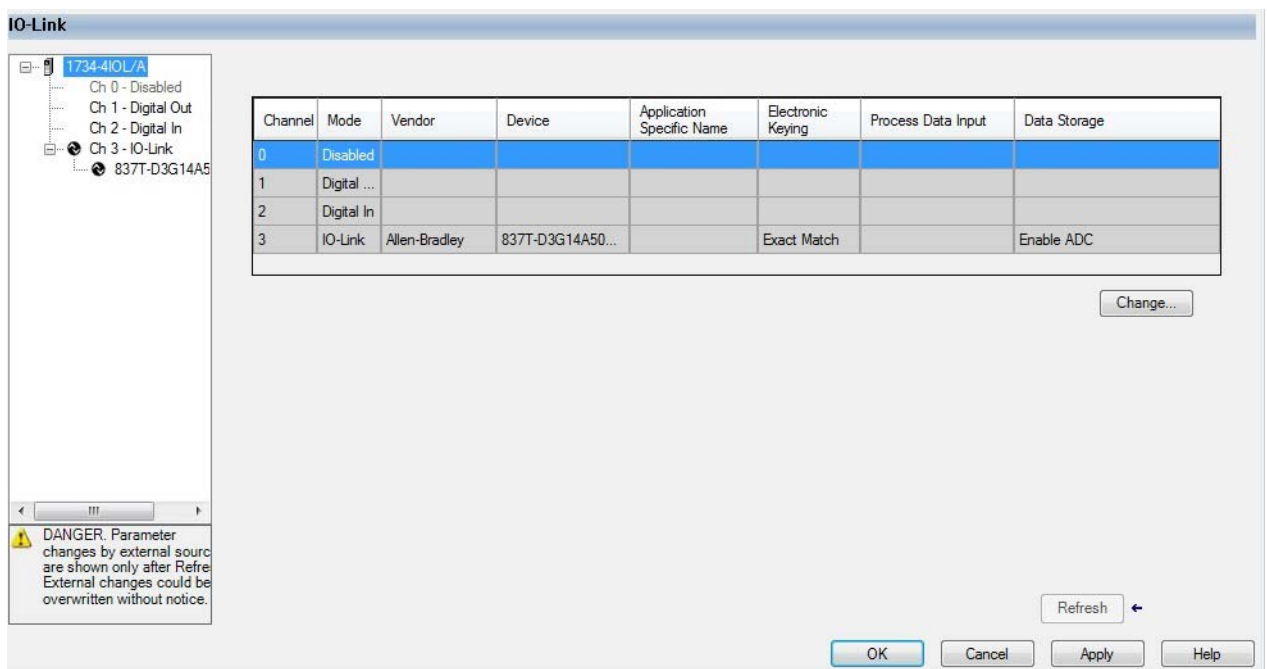 IO-Link
1734-4IOL/A
Ch 0 - Disabled
Ch 1 - Digital Out
Ch 2 - Digital In
Ch 3 - IO-Link
837T-D3G14A5
DANGER. Parameter
changes by external sourc
are shown only after Refre
External changes could be
overwritten without notice.
Channel Mode Vendor Device Application Specific Name Electronic Keying Process Data Input Data Storage
0 Disabled
1 Digital ...
2 Digital In
3 IO-Link Allen-Bradley 837T-D3G14A50... Exact Match Enable ADC
Change...
Refresh
OK Cancel Apply Help